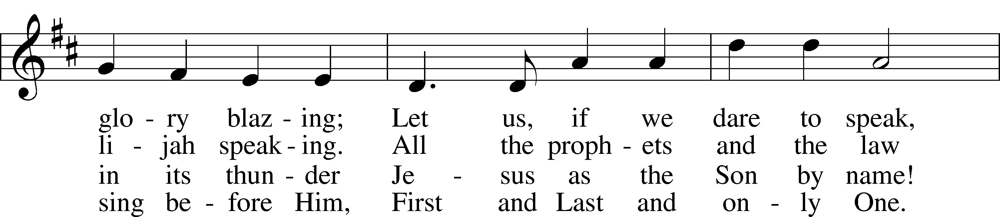 glo - ry blaz - ing; Let us, if we dare to speak,
li - jah speak - ing. All the proph - ets and the law
in its thun - der Je - sus as the Son by name!
sing be - fore Him, First and Last and on - ly One.